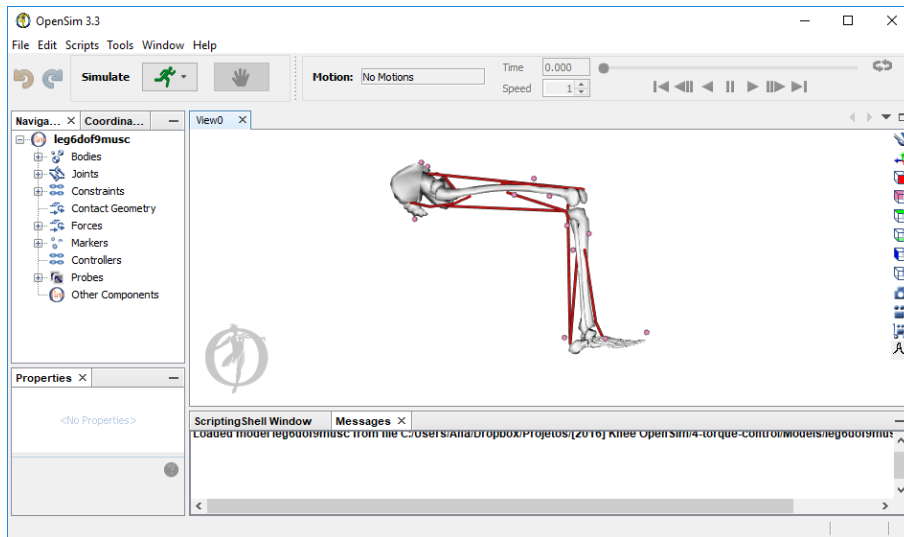 OpenSim 3.3
File Edit Scripts Tools Window Help
Simulate
Motion: No Motions
Time 0.000
Speed 1
Naviga... Coordina...
View0
leg6dof9musc
Bodies
Joints
Constraints
Contact Geometry
Forces
Markers
Controllers
Probes
Other Components
Properties
<No Properties>
ScriptingShell Window Messages
Loaded model leg6dof9musc from file C:/Users/Ana/Dropbox/Projetos/[2016] Knee OpenSim/4-torque-control/Models/leg6dof9mus